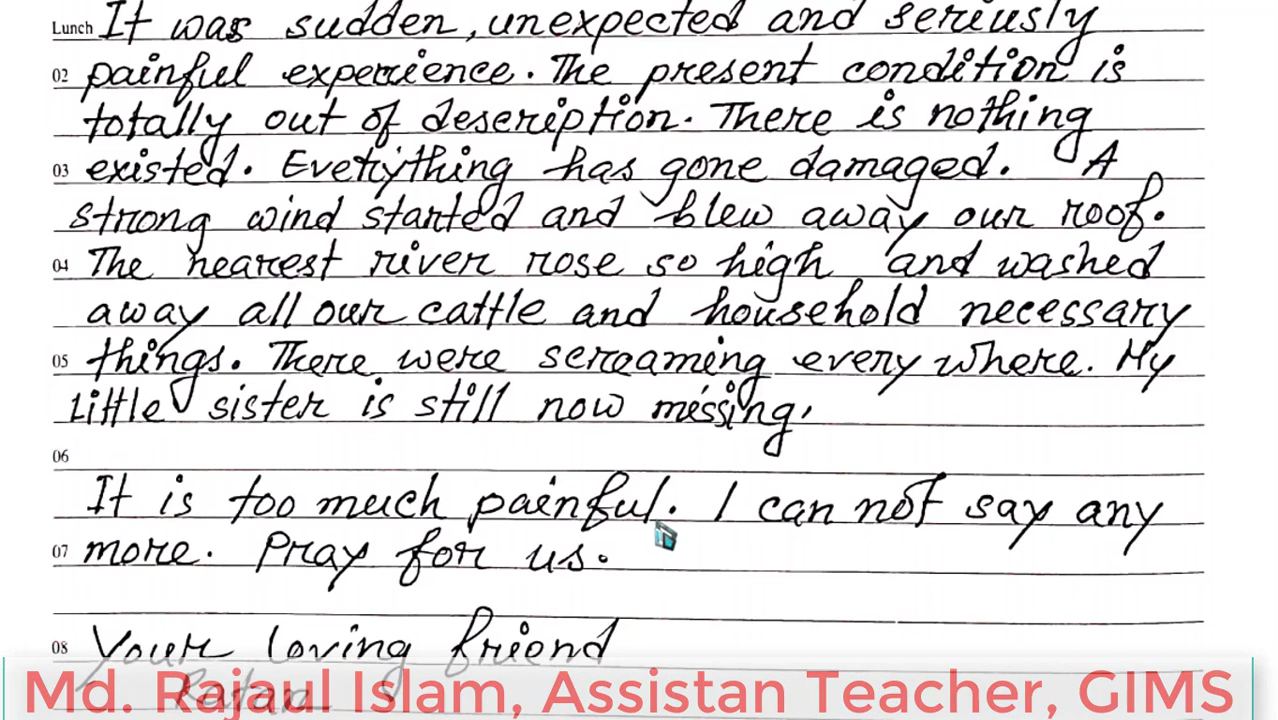 Lunch It was sudden, unexpected and seriusly
02 painful experience. The present condition is
totally out of deseription. There is nothing
03 existed. Everything has gone damaged. A
strong wind started and blew away our roof.
04 The nearest river rose so high and washed
away all our cattle and household necessary
05 things. There were screaming every where. My
little sister is still now missing.
06
It is too much painful. I can not say any
07 more. Pray for us.
08 Your loving friend
Ratan
Md. Rajaul Islam, Assistan Teacher, GIMS